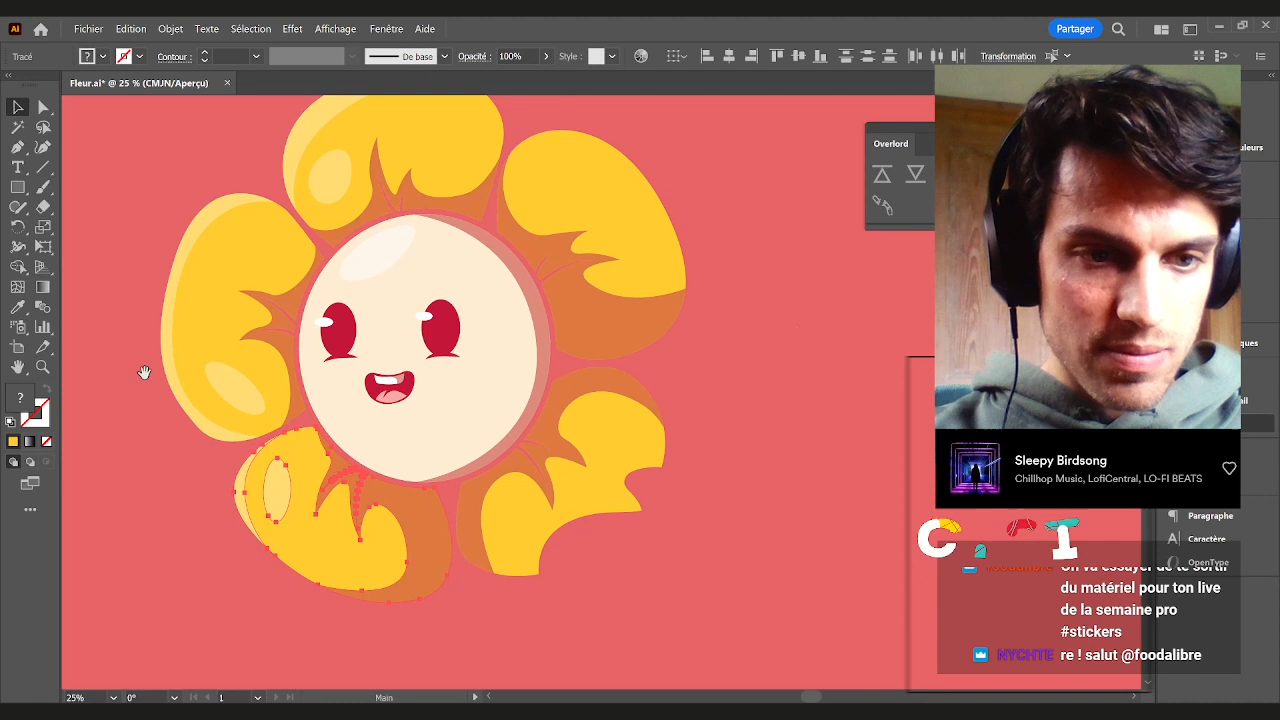 Ai Fichier Edition Objet Texte Sélection Effet Affichage Fenêtre Aide Partager
Tracé ? Contour : De base Opacité : 100% Style : Transformation
Fleur.ai* @ 25 % (CMJN/Aperçu) ×
Overlord
?
Sleepy Birdsong
Chillhop Music, LofiCentral, LO-FI BEATS
Paragraphe
Caractère
OpenType
du matériel pour ton live
de la semaine pro
#stickers
NYCHTE re ! salut @foodalibre
25% 0° 1 Main